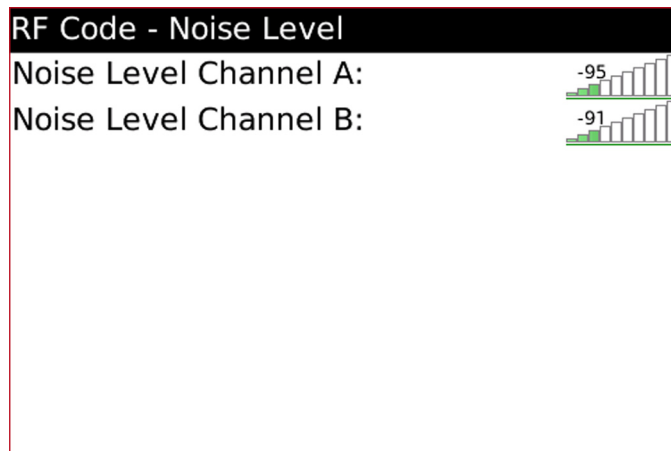 RF Code - Noise Level
Noise Level Channel A: -95
Noise Level Channel B: -91